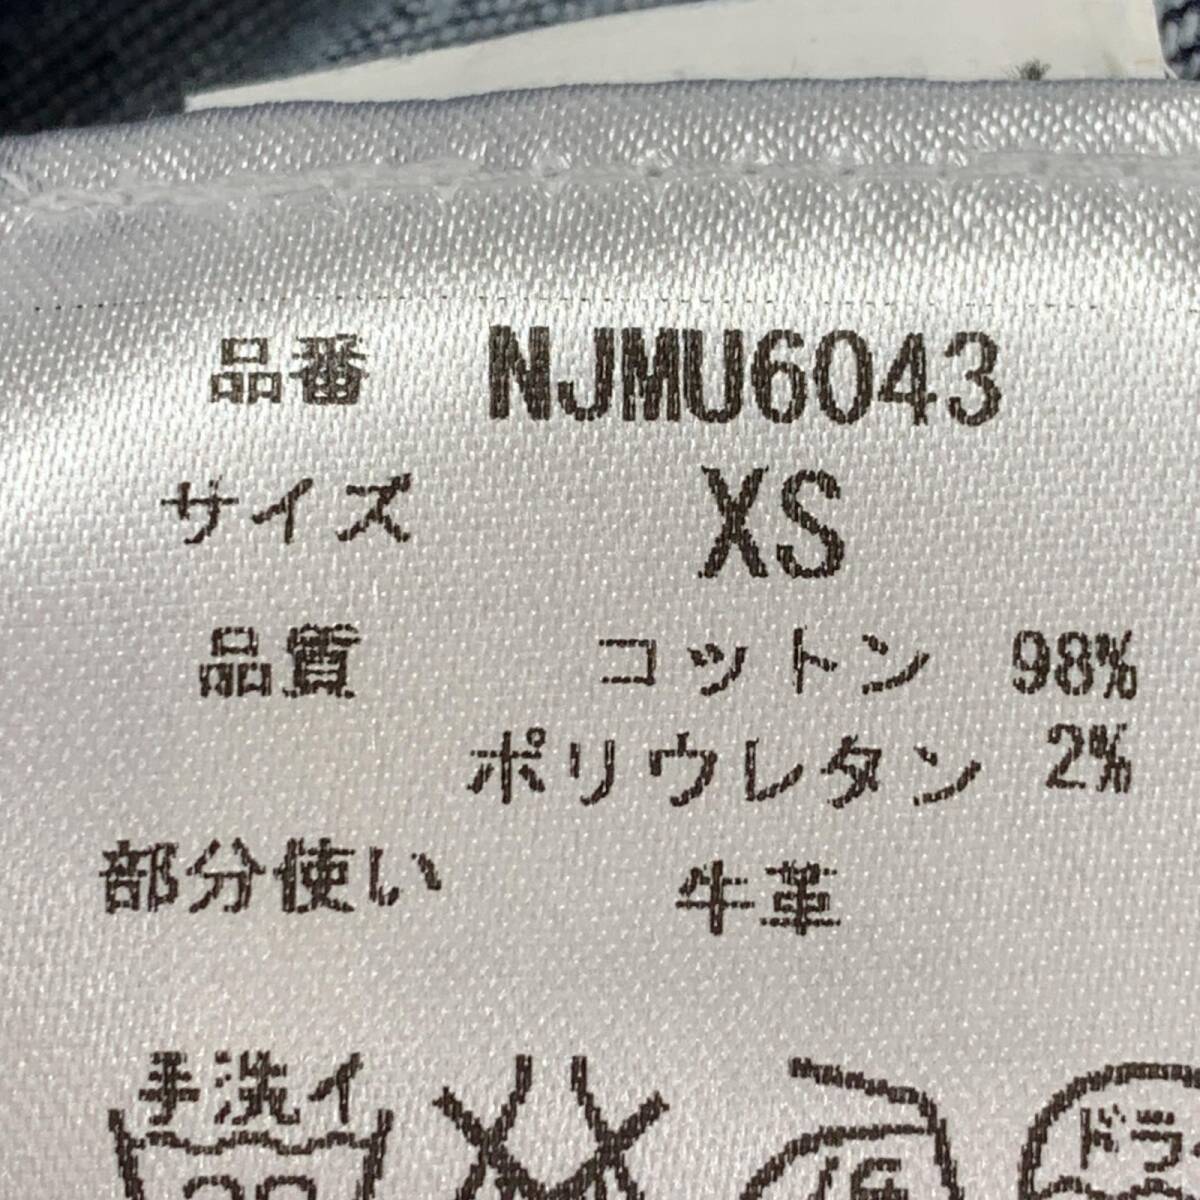 品番 NJMU6043
サイズ XS
品質 コットン 98%
ポリウレタン 2%
部分使い 牛革
手洗イ